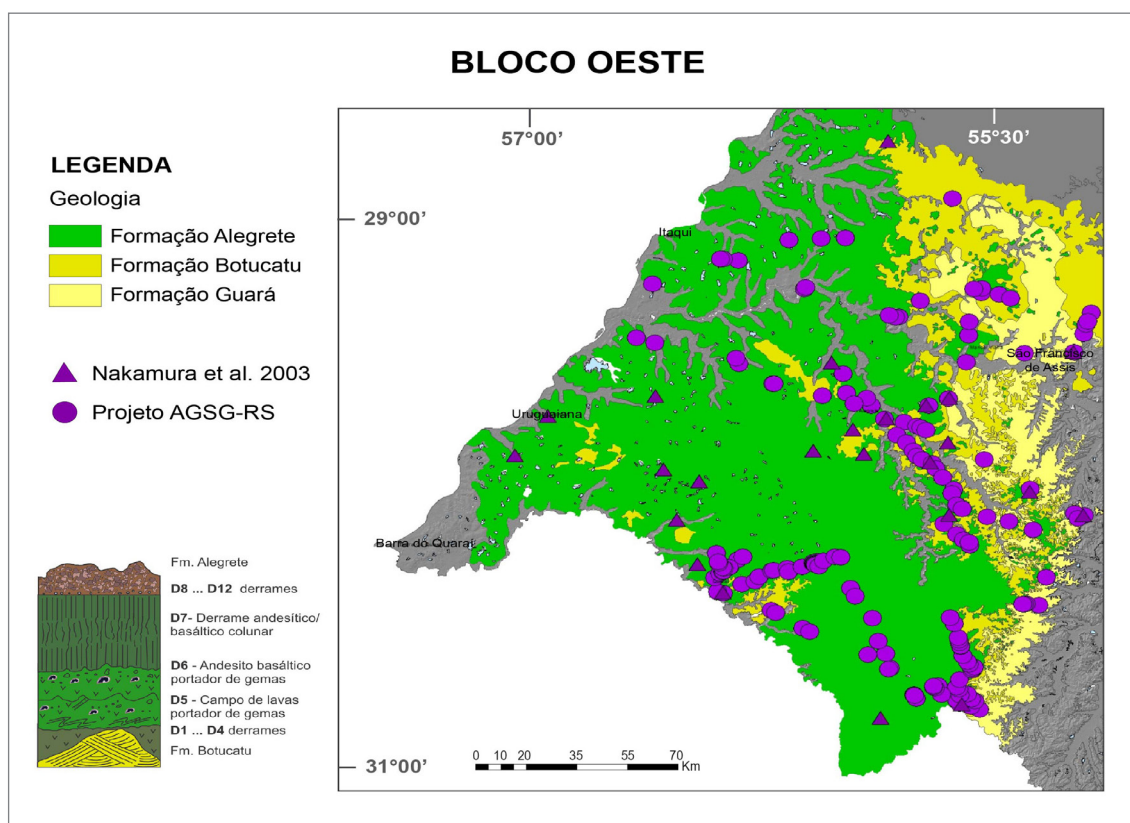 BLOCO OESTE
LEGENDA
Geologia
Formação Alegrete
Formação Botucatu
Formação Guará
Nakamura et al. 2003
Projeto AGSG-RS
Fm. Alegrete
D8 ... D12 derrames
D7- Derrame andesítico/
basáltico colunar
D6 - Andesito basáltico
portador de gemas
D5 - Campo de lavas
portador de gemas
D1 ... D4 derrames
Fm. Botucatu
57°00’
55°30’
29°00’
31°00’
Itaqui
São Francisco
de Assis
Uruguaiana
Barra do Quaraí
0 10 20 35 55 70
Km